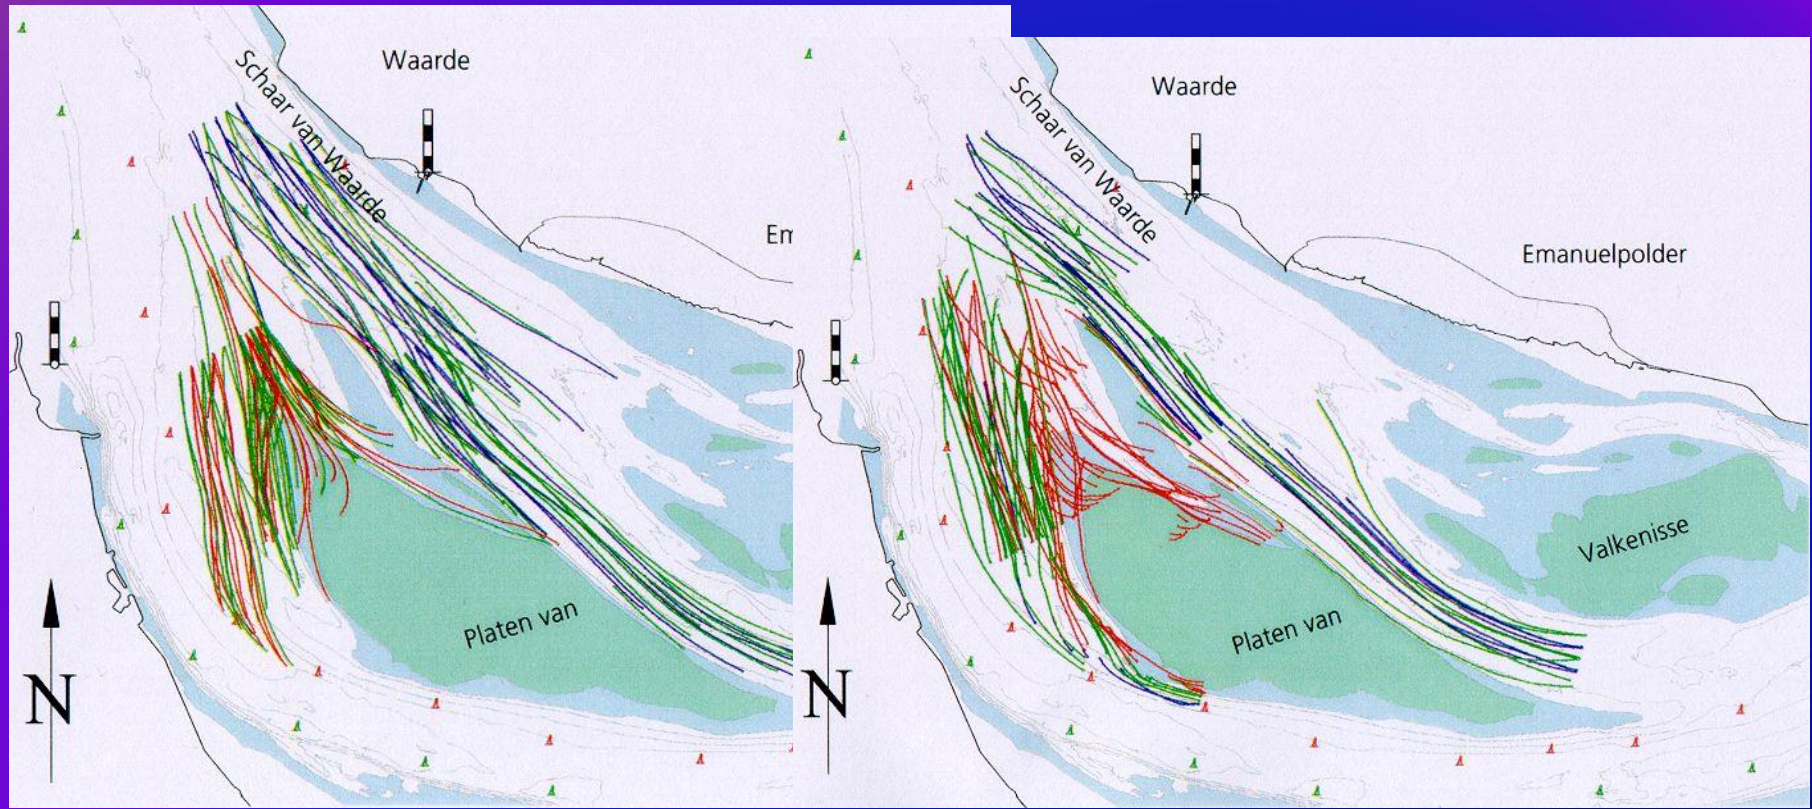 Waarde
Schaar van Waarde
Em
Platen van
N
Waarde
Schaar van Waarde
Emanuelpolder
Valkenisse
Platen van
N